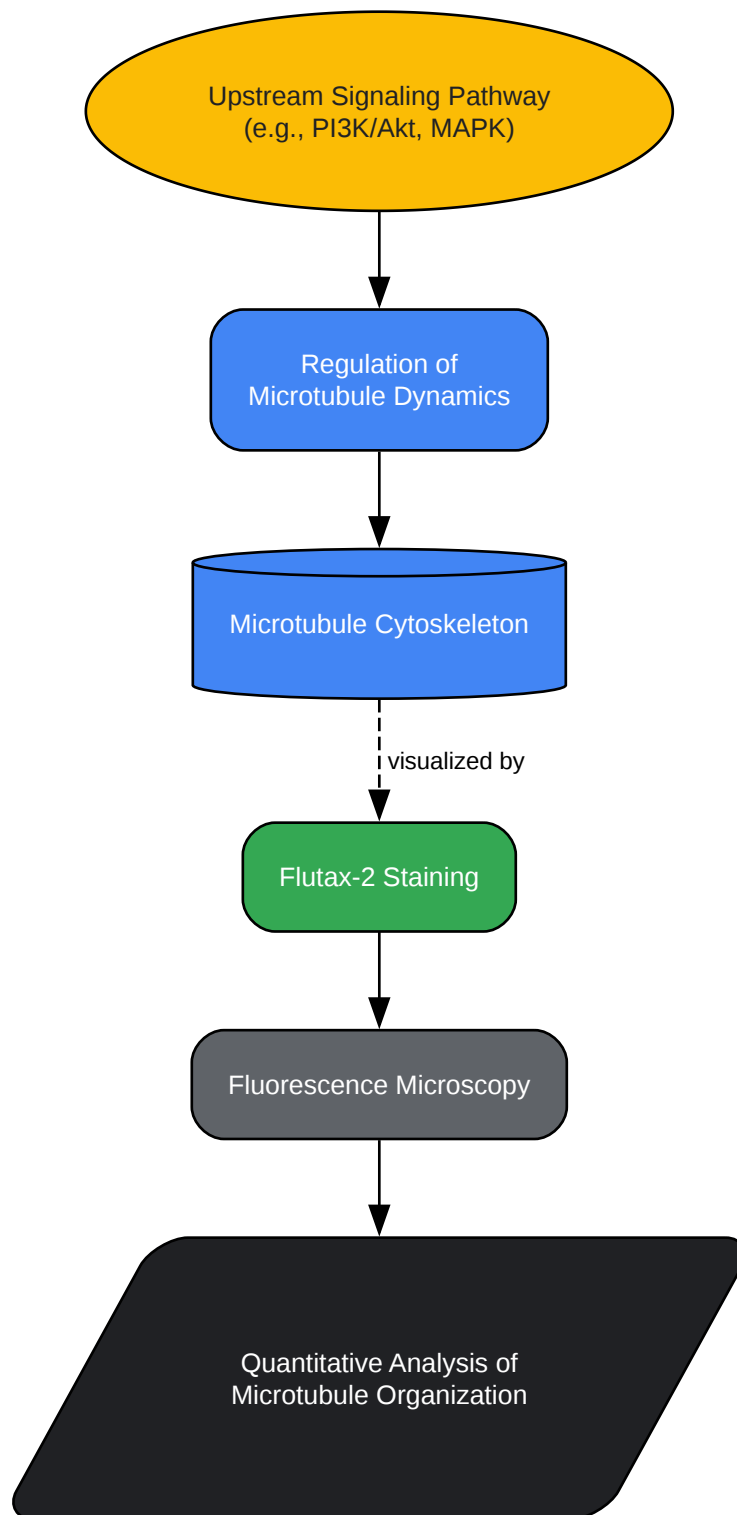 Upstream Signaling Pathway
(e.g., PI3K/Akt, MAPK)
Regulation of
Microtubule Dynamics
Microtubule Cytoskeleton
visualized by
Flutax-2 Staining
Fluorescence Microscopy
Quantitative Analysis of
Microtubule Organization